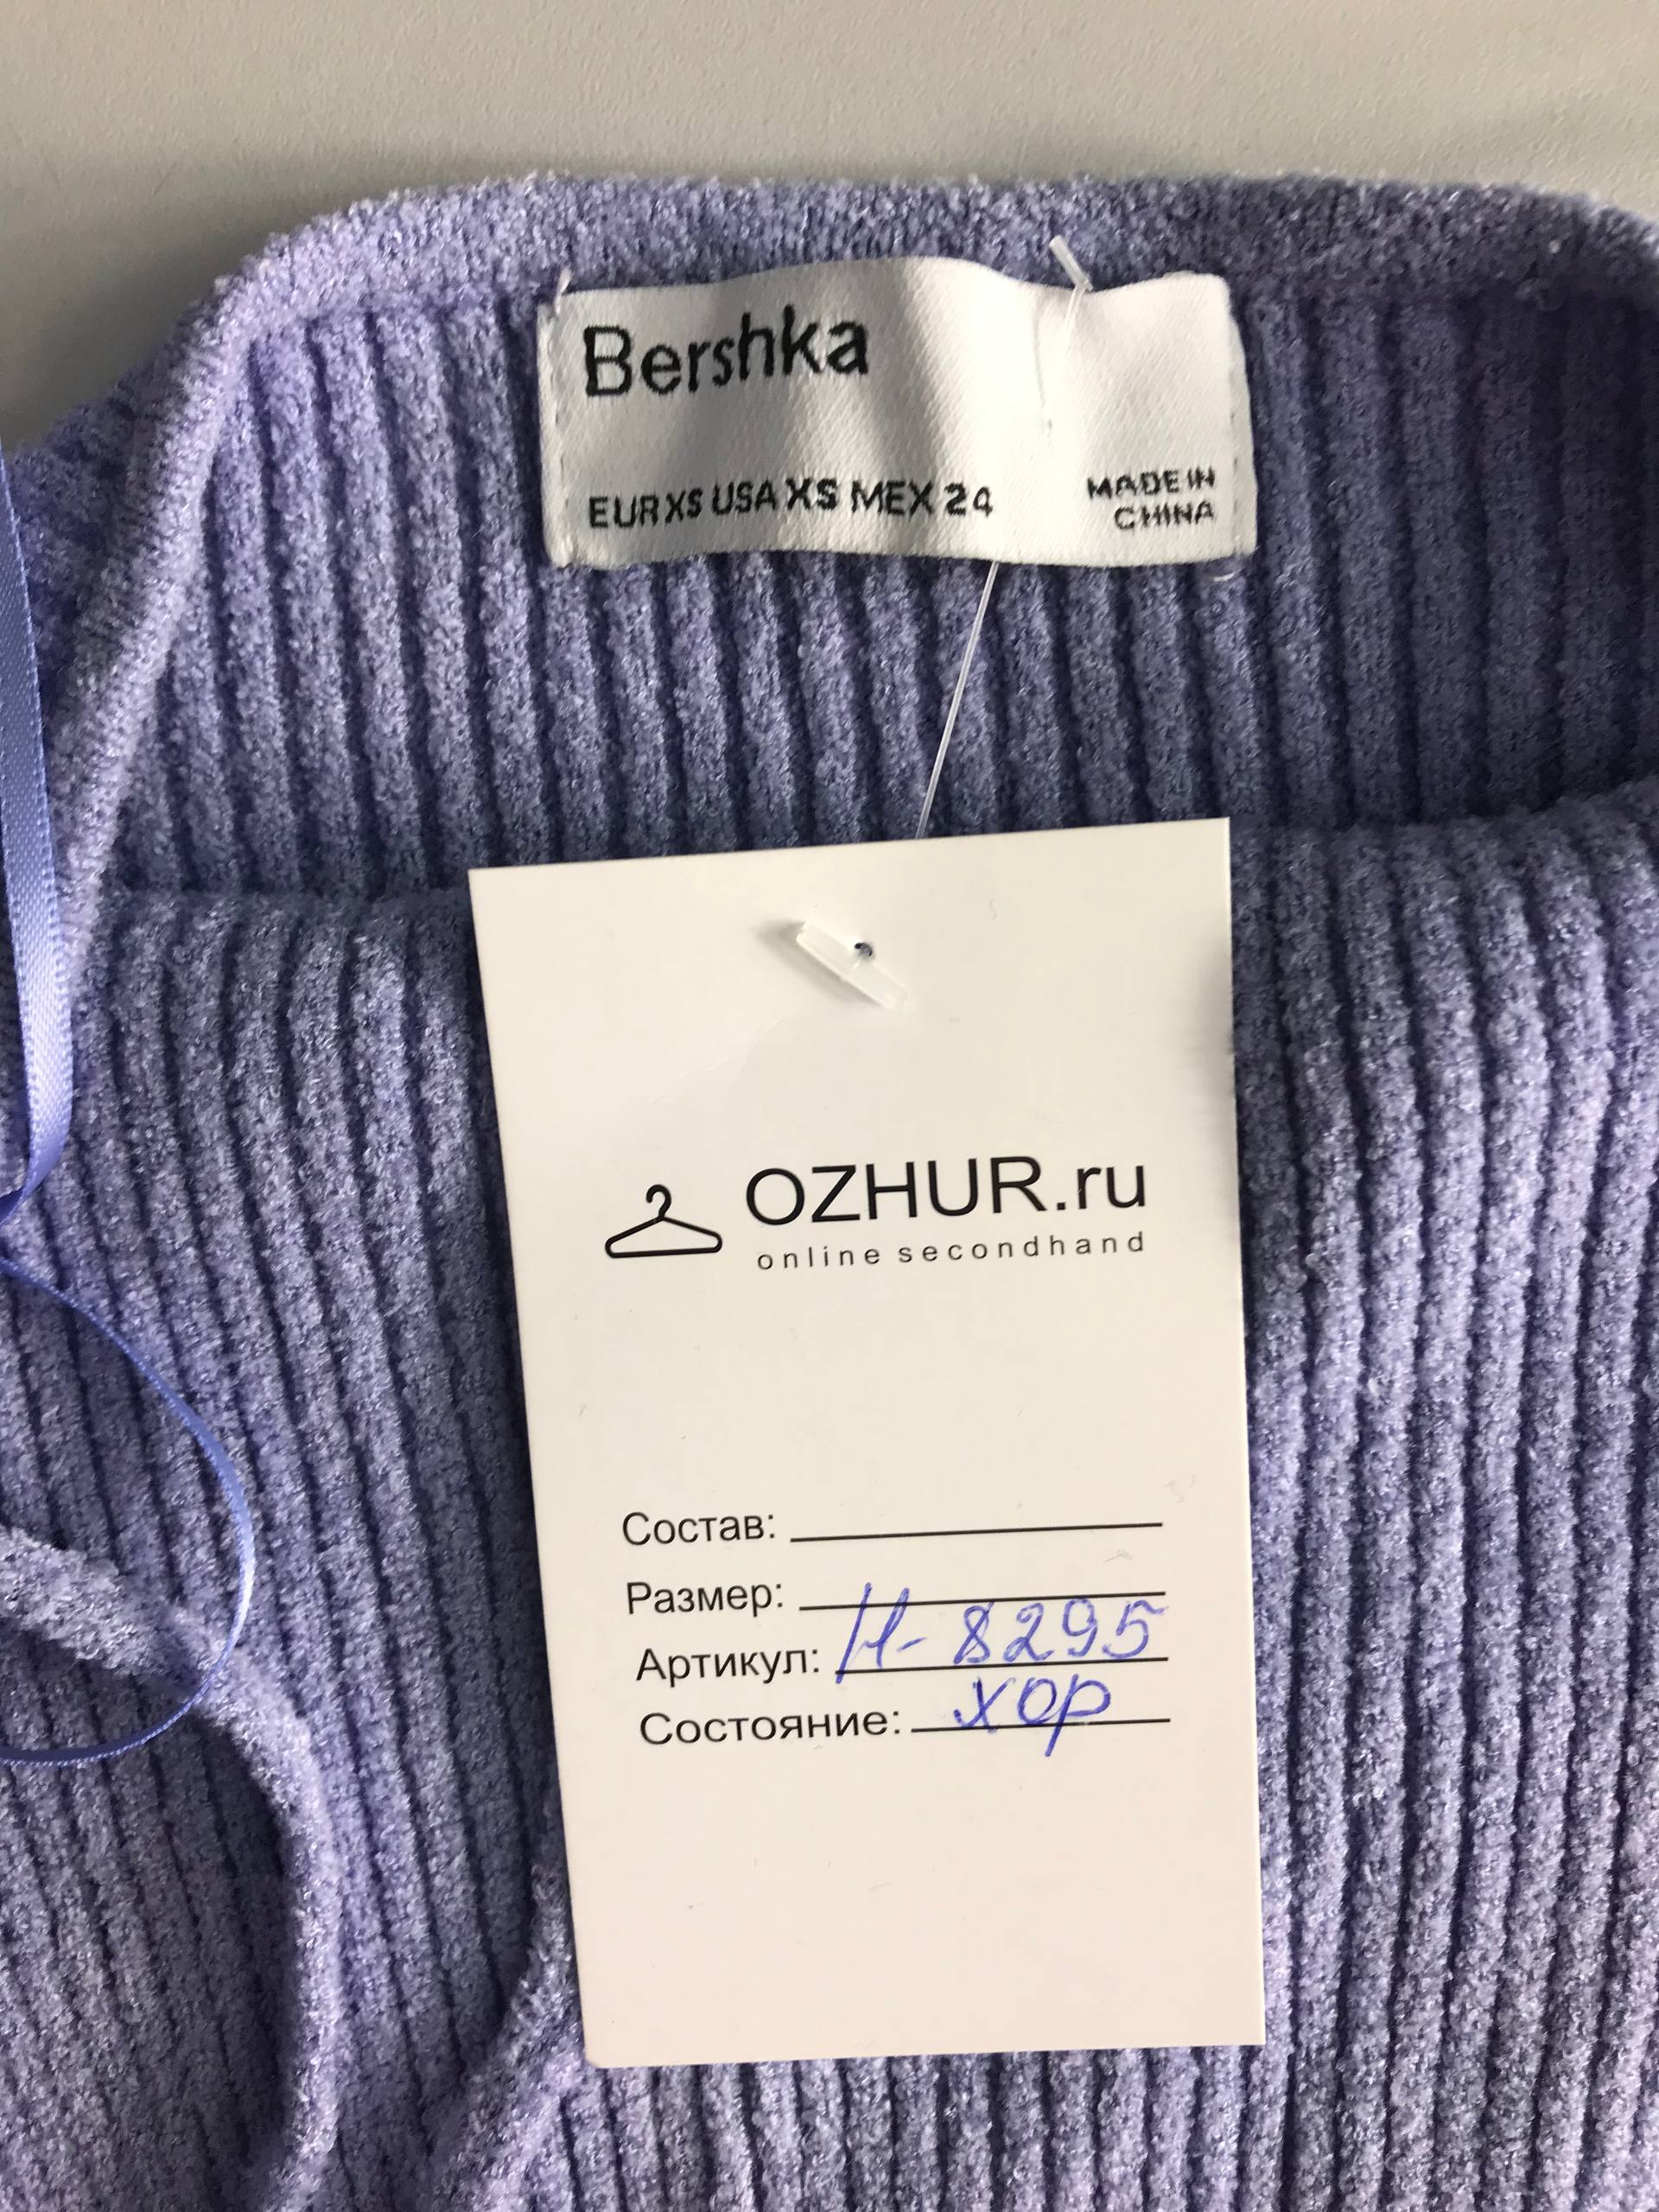 Bershka
EUR XS USA XS MEX 24
MADE IN
CHINA
OZHUR.ru
online secondhand
Состав:
Размер:
Артикул: Н-8295
Состояние: хор